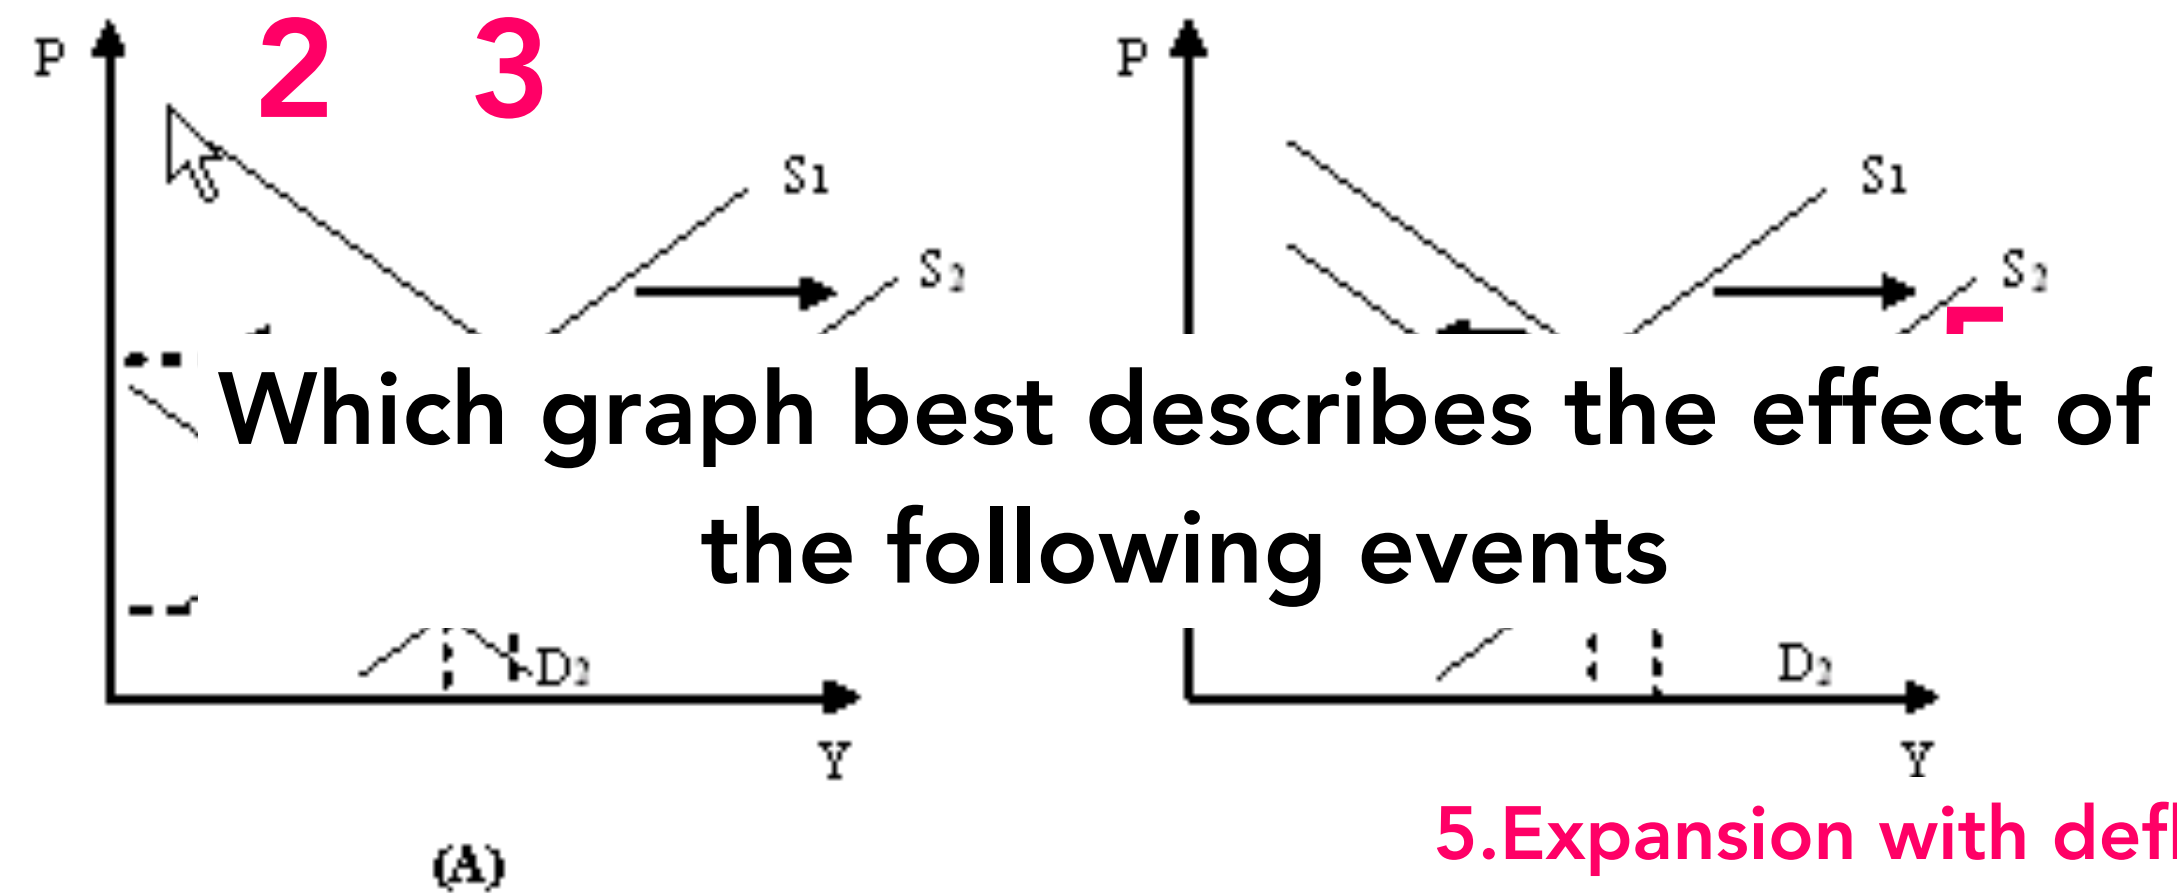 P 2 3 P
S1 S1
S2 S2
Which graph best describes the effect of
the following events
D2 D2
Y Y
5.Expansion with
(A)